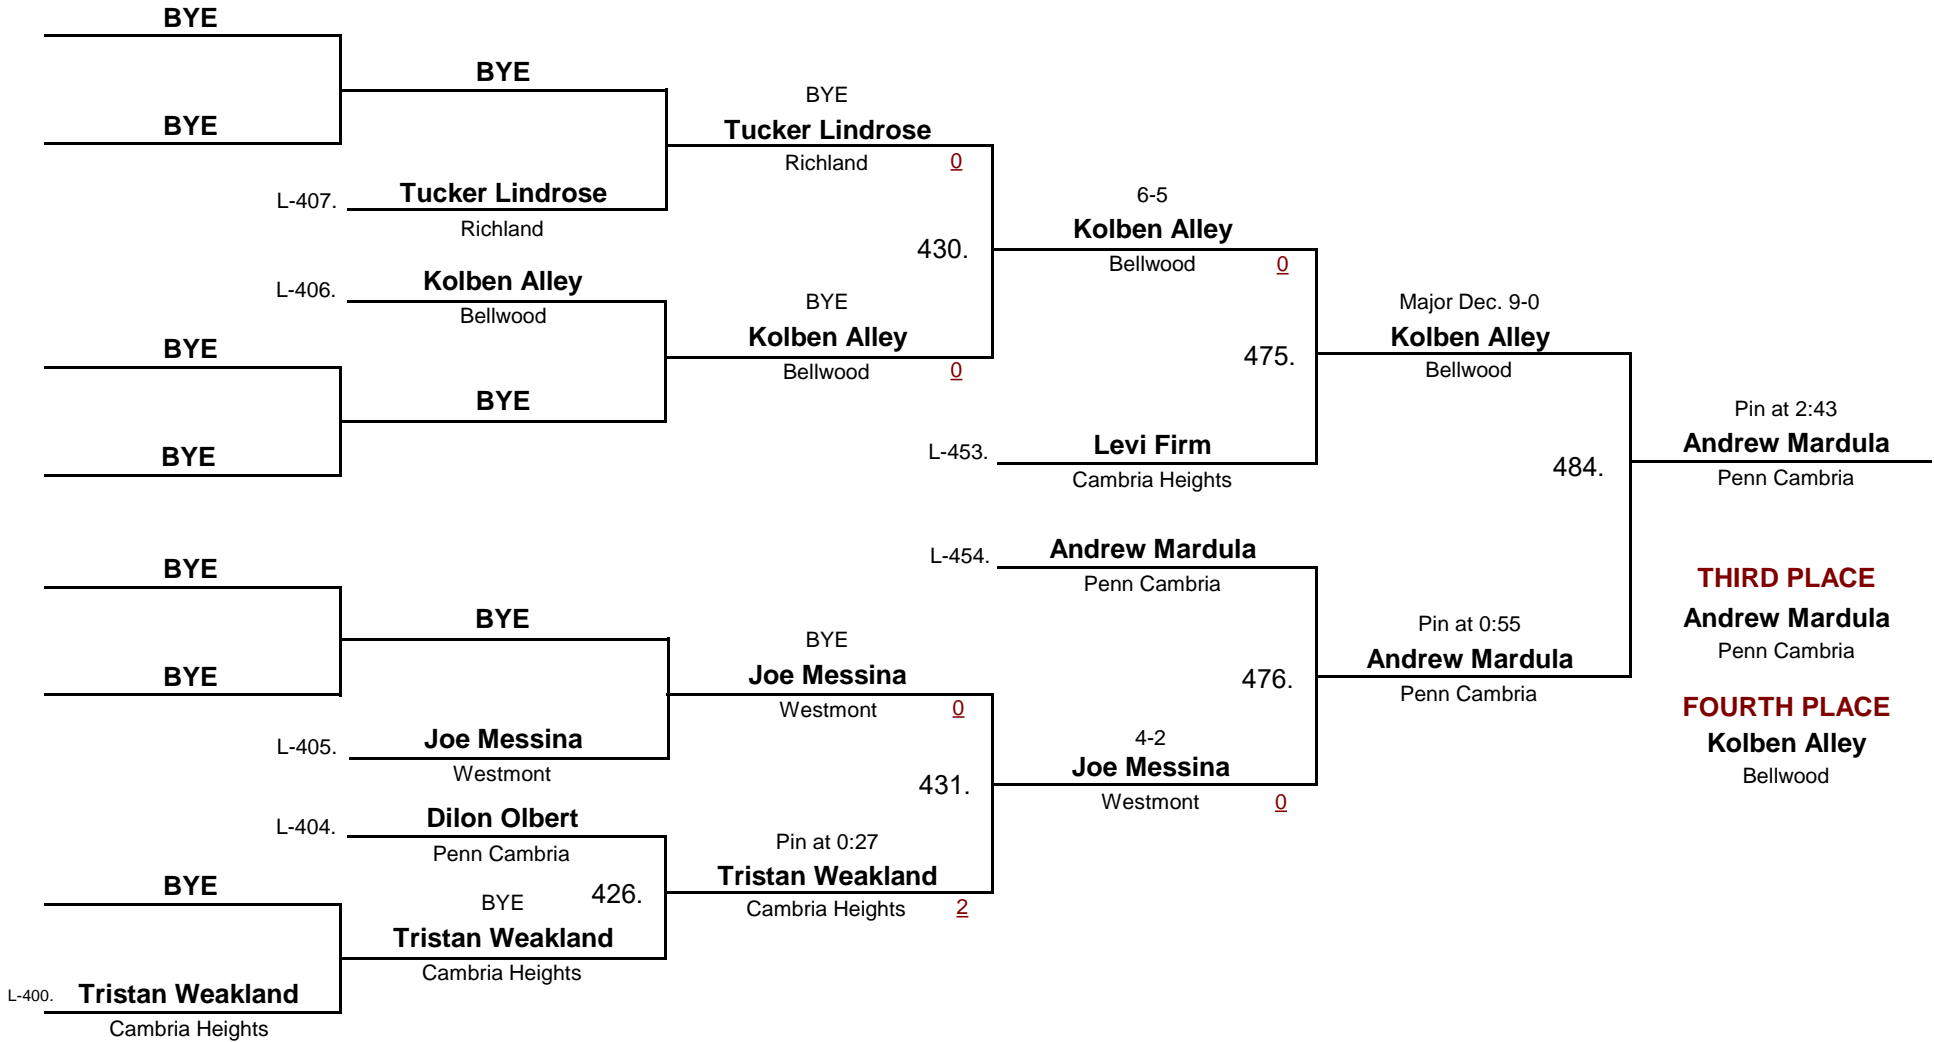 BYE
BYE
BYE
BYE
Tucker Lindrose
Richland
0
L-407.
Tucker Lindrose
Richland
6-5
Kolben Alley
Bellwood
0
430.
L-406.
Kolben Alley
Bellwood
BYE
Kolben Alley
Bellwood
0
Major Dec. 9-0
Kolben Alley
Bellwood
475.
BYE
BYE
BYE
L-453.
Levi Firm
Cambria Heights
Pin at 2:43
Andrew Mardula
Penn Cambria
484.
L-454.
Andrew Mardula
Penn Cambria
BYE
BYE
BYE
BYE
Joe Messina
Westmont
0
Pin at 0:55
Andrew Mardula
Penn Cambria
476.
THIRD PLACE
Andrew Mardula
Penn Cambria
FOURTH PLACE
Kolben Alley
Bellwood
L-405.
Joe Messina
Westmont
4-2
Joe Messina
Westmont
0
431.
L-404.
Dilon Olbert
Penn Cambria
Pin at 0:27
Tristan Weakland
Cambria Heights
2
BYE
BYE
426.
Tristan Weakland
Cambria Heights
L-400.
Tristan Weakland
Cambria Heights